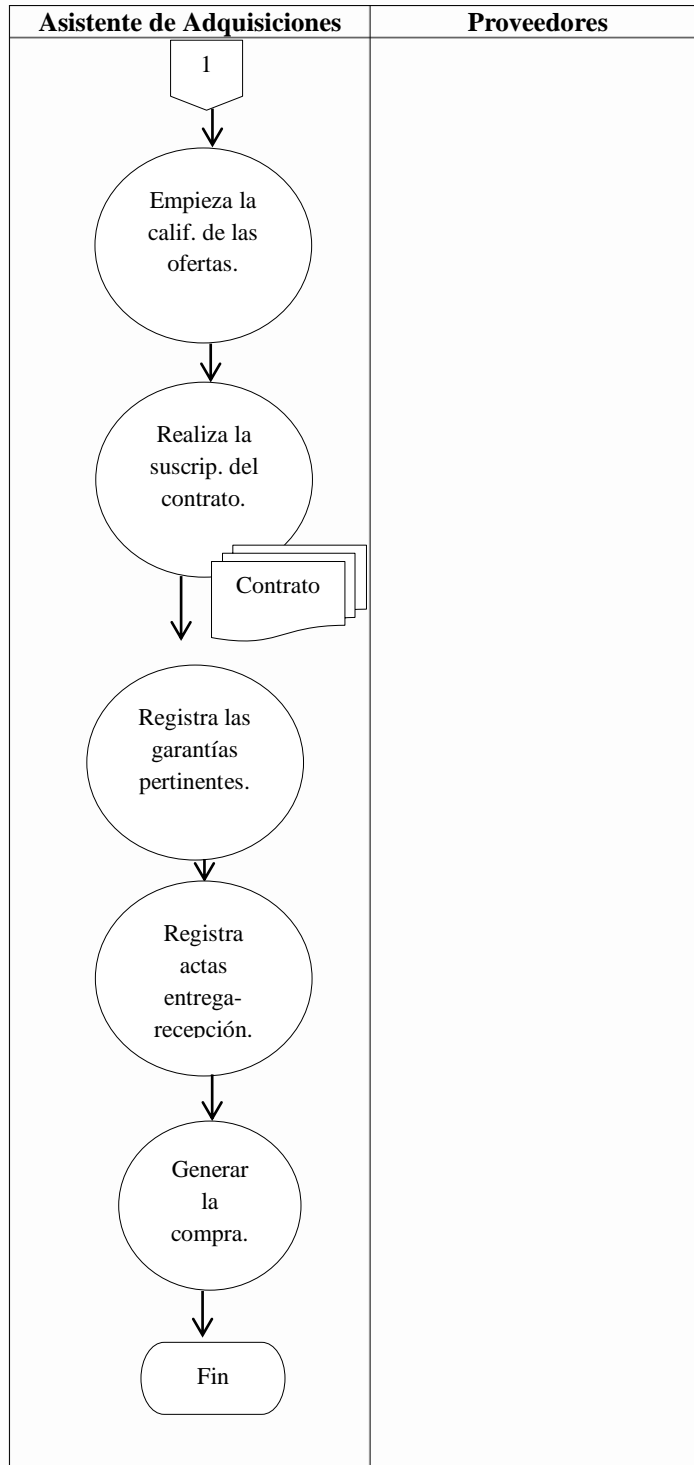 Asistente de Adquisiciones
Proveedores
1
Empieza la
calif. de las
ofertas.
Realiza la
suscrip. del
contrato.
Contrato
Registra las
garantías
pertinentes.
Registra
actas
entrega-
recepción.
Generar
la
compra.
Fin